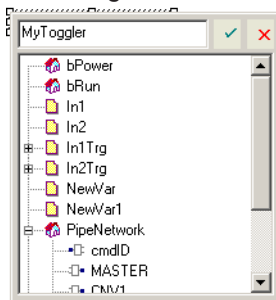 MyToggler
bPower
bRun
In1
In2
In1Trg
In2Trg
NewVar
NewVar1
PipeNetwork
cmdID
MASTER
CNV1